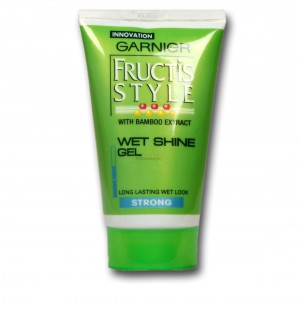 INNOVATION
GARNIER
FRUCTIS
STYLE
WITH BAMBOO EXTRACT
WET SHINE
GEL
LONG LASTING WET LOOK
STRONG